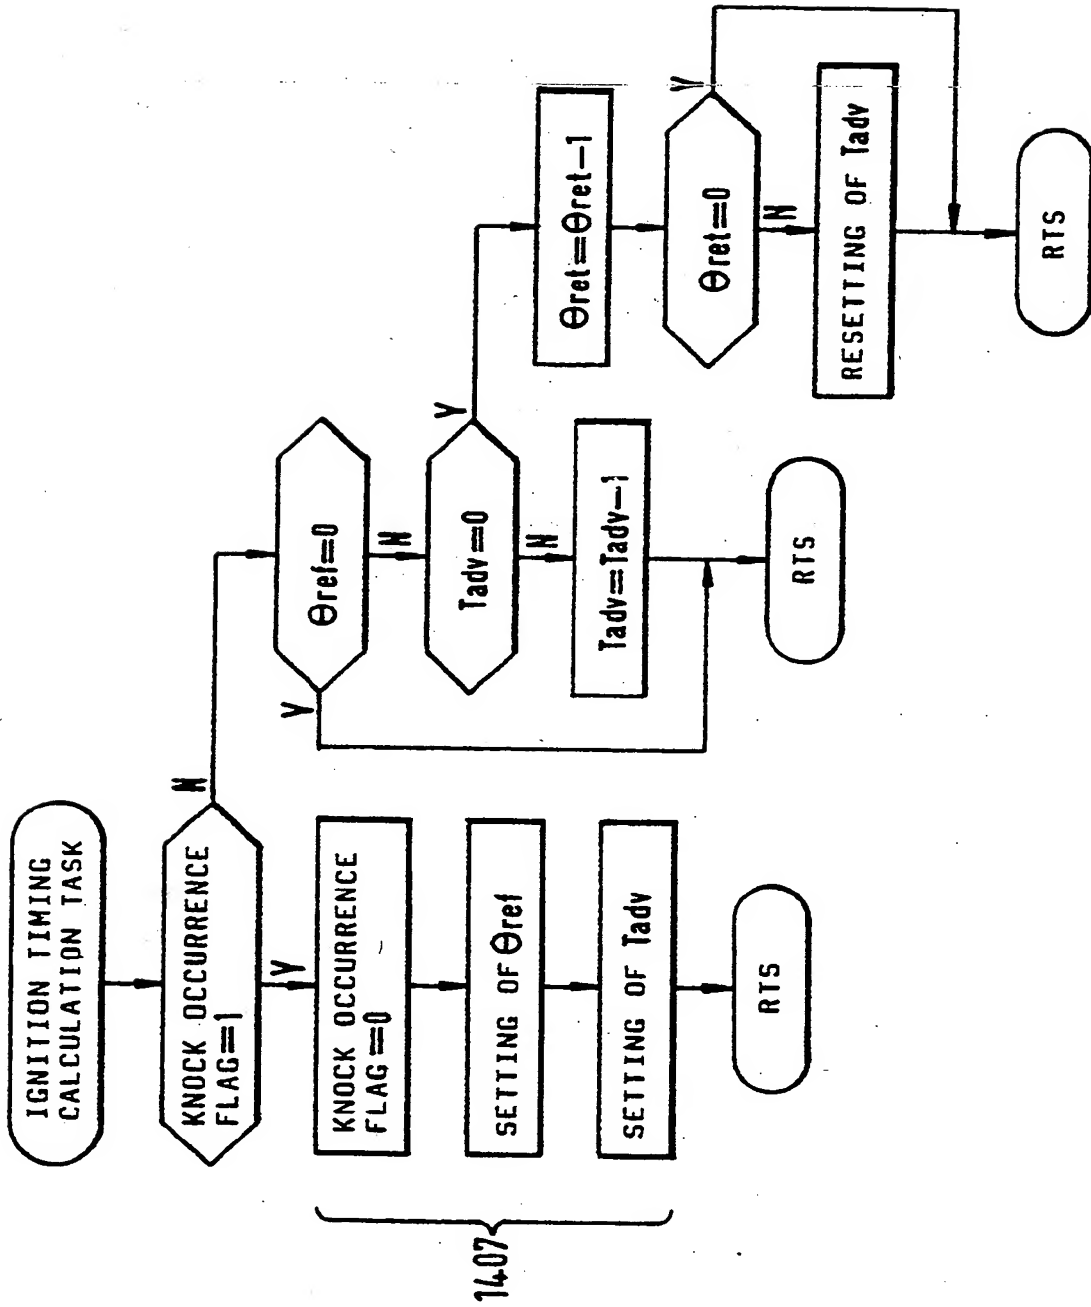 IGNITION TIMING
CALCULATION TASK
KNOCK OCCURRENCE
FLAG=1
N
Y
KNOCK OCCURRENCE
FLAG=0
SETTING OF θref
SETTING OF Tadv
RTS
1407
θref=0
Y
N
Tadv=0
Y
N
Tadv=Tadv-1
RTS
θret=θret-1
θret=0
Y
N
RESETTING OF Tadv
RTS